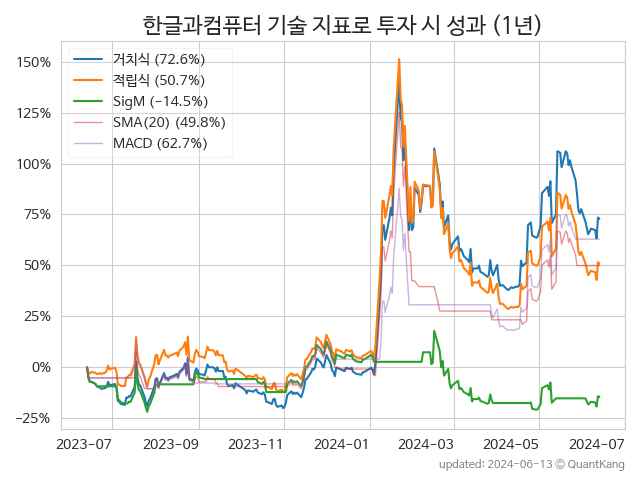 한글과컴퓨터 기술 지표로 투자 시 성과 (1년)
거치식 (72.6%)
적립식 (50.7%)
SigM (−14.5%)
SMA(20) (49.8%)
MACD (62.7%)
150%
125%
100%
75%
50%
25%
0%
−25%
2023-07 2023-09 2023-11 2024-01 2024-03 2024-05 2024-07
updated: 2024-06-13 ⓒ QuantKang